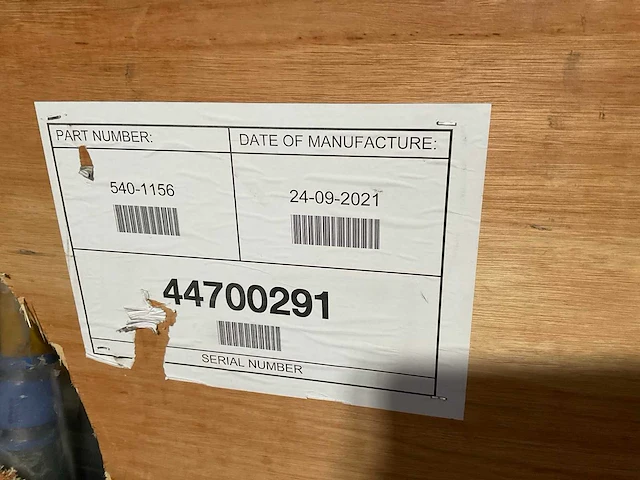 PART NUMBER:
DATE OF MANUFACTURE:
540-1156
24-09-2021
44700291
SERIAL NUMBER